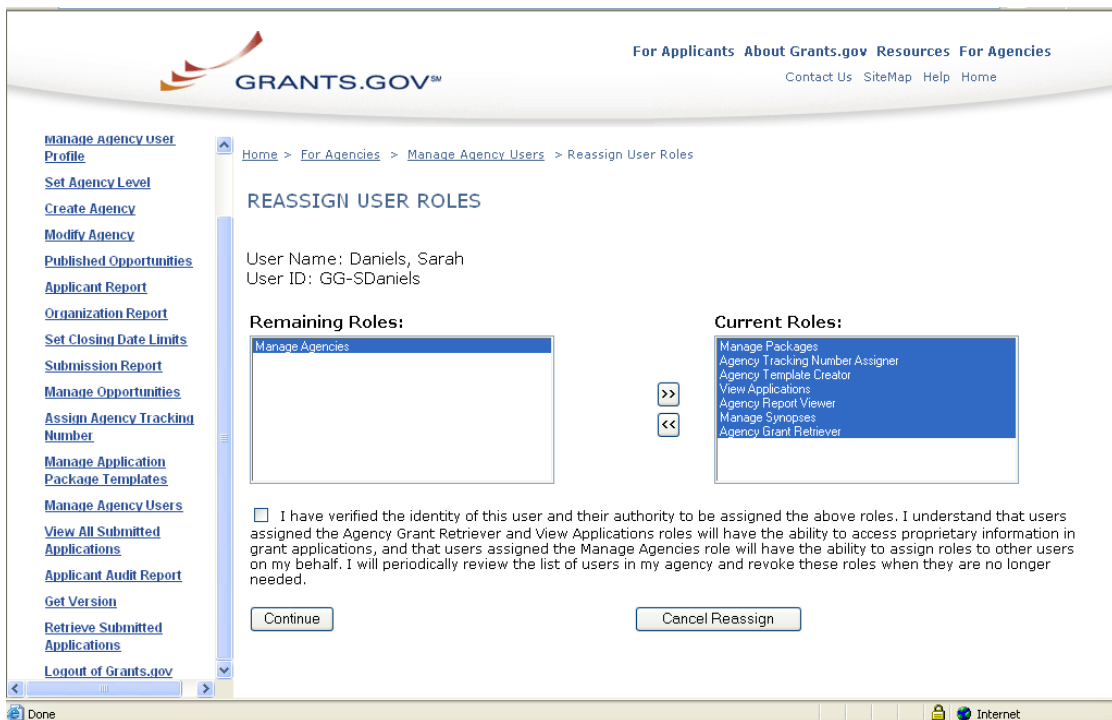 For Applicants About Grants.gov Resources For Agencies
GRANTS.GOV℠
Contact Us SiteMap Help Home
Manage Agency User
Profile
Set Agency Level
Create Agency
Modify Agency
Published Opportunities
Applicant Report
Organization Report
Set Closing Date Limits
Submission Report
Manage Opportunities
Assign Agency Tracking
Number
Manage Application
Package Templates
Manage Agency Users
View All Submitted
Applications
Applicant Audit Report
Get Version
Retrieve Submitted
Applications
Logout of Grants.gov
Home > For Agencies > Manage Agency Users > Reassign User Roles
REASSIGN USER ROLES
User Name: Daniels, Sarah
User ID: GG-SDaniels
Remaining Roles:
Manage Agencies
>>
<<
Current Roles:
Manage Packages
Agency Tracking Number Assigner
Agency Template Creator
View Applications
Agency Report Viewer
Manage Synopses
Agency Grant Retriever
I have verified the identity of this user and their authority to be assigned the above roles. I understand that users
assigned the Agency Grant Retriever and View Applications roles will have the ability to access proprietary information in
grant applications, and that users assigned the Manage Agencies role will have the ability to assign roles to other users
on my behalf. I will periodically review the list of users in my agency and revoke these roles when they are no longer
needed.
Continue
Cancel Reassign
Done
Internet